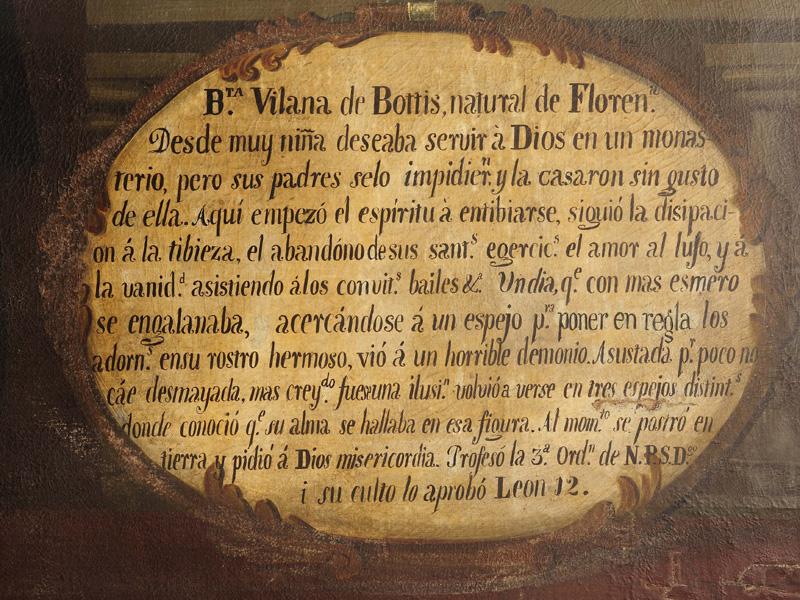 B.TA Vilana de Bottis, natural de Floren.a
Desde muy niña deseaba servir à Dios en un monas
terio, pero sus padres selo impidier.n y la casaron sin gusto
de ella. Aquí empezó el espíritu à entibiarse, siguió la disipaci-
on á la tibieza, el abandóno de sus sant.s egercic.s el amor al lujo, y á
la vanid.d asistiendo álos convit.s bailes &.c Un dia, q.e con mas esmero
se engalanaba, acercándose á un espejo p.ra poner en regla los
adorn.s ensu rostro hermoso, vió á un horrible demonio. Asustada p.r poco no
cáe desmayada, mas crey.do fuese una ilusi.n volvió a verse en tres espejos distint.s
donde conoció q.e su alma se hallaba en esa figura. Al mom.to se postró en
tierra y pidió á Dios misericordia. Profesó la 3.a Ord.n de N.P.S.D.go
i su culto lo aprobó Leon 12.